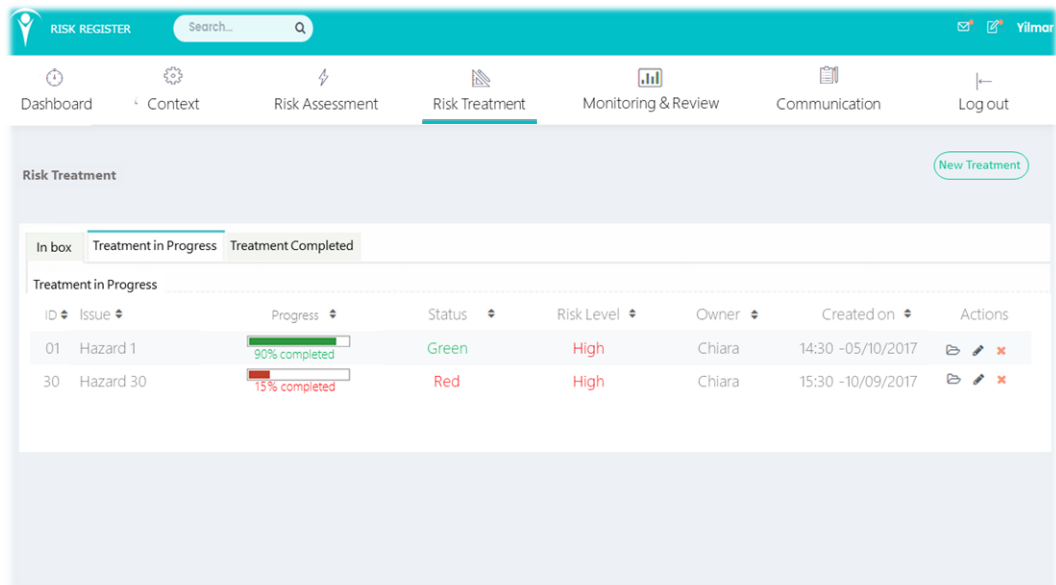 RISK REGISTER Search... Yilmar
Dashboard Context Risk Assessment Risk Treatment Monitoring & Review Communication Log out
New Treatment
Risk Treatment
In box Treatment in Progress Treatment Completed
Treatment in Progress
ID Issue Progress Status Risk Level Owner Created on Actions
01 Hazard 1 90% completed Green High Chiara 14:30 -05/10/2017
30 Hazard 30 15% completed Red High Chiara 15:30 -10/09/2017